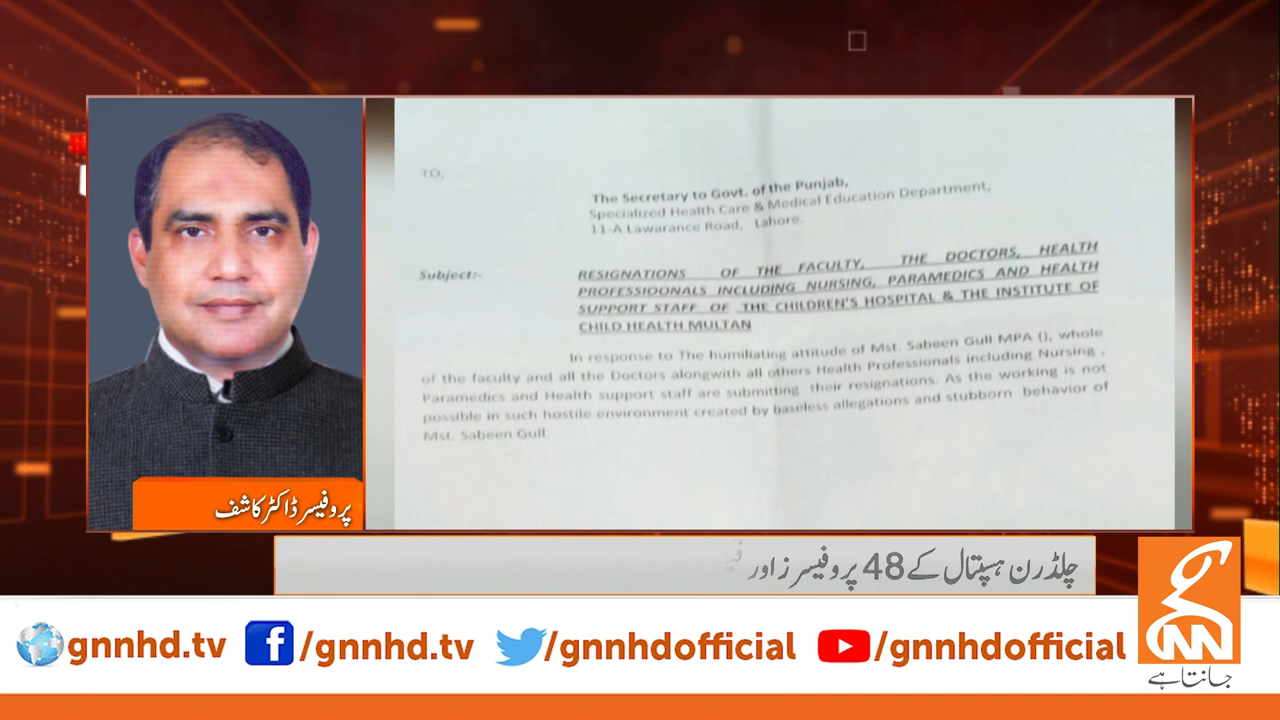 TO,
The Secretary to Govt. of the Punjab,
Specialized Health Care & Medical Education Department,
11-A Lawarance Road, Lahore.
Subject:-
RESIGNATIONS OF THE FACULTY, THE DOCTORS, HEALTH
PROFESSIOONALS INCLUDING NURSING, PARAMEDICS AND HEALTH
SUPPORT STAFF OF THE CHILDREN'S HOSPITAL & THE INSTITUTE OF
CHILD HEALTH MULTAN
In response to The humiliating attitude of Mst. Sabeen Gull MPA (), whole
of the faculty and all the Doctors alongwith all others Health Professionals including Nursing ,
Paramedics and Health support staff are submitting their resignations. As the working is not
possible in such hostile environment created by baseless allegations and stubborn behavior of
Mst. Sabeen Gull.
پروفیسر ڈاکٹر کاشف
چلڈرن ہسپتال کے 48 پروفیسرز اور
gnnhd.tv
/gnnhd.tv
/gnnhdofficial
/gnnhdofficial
GNN
جانتا ہے